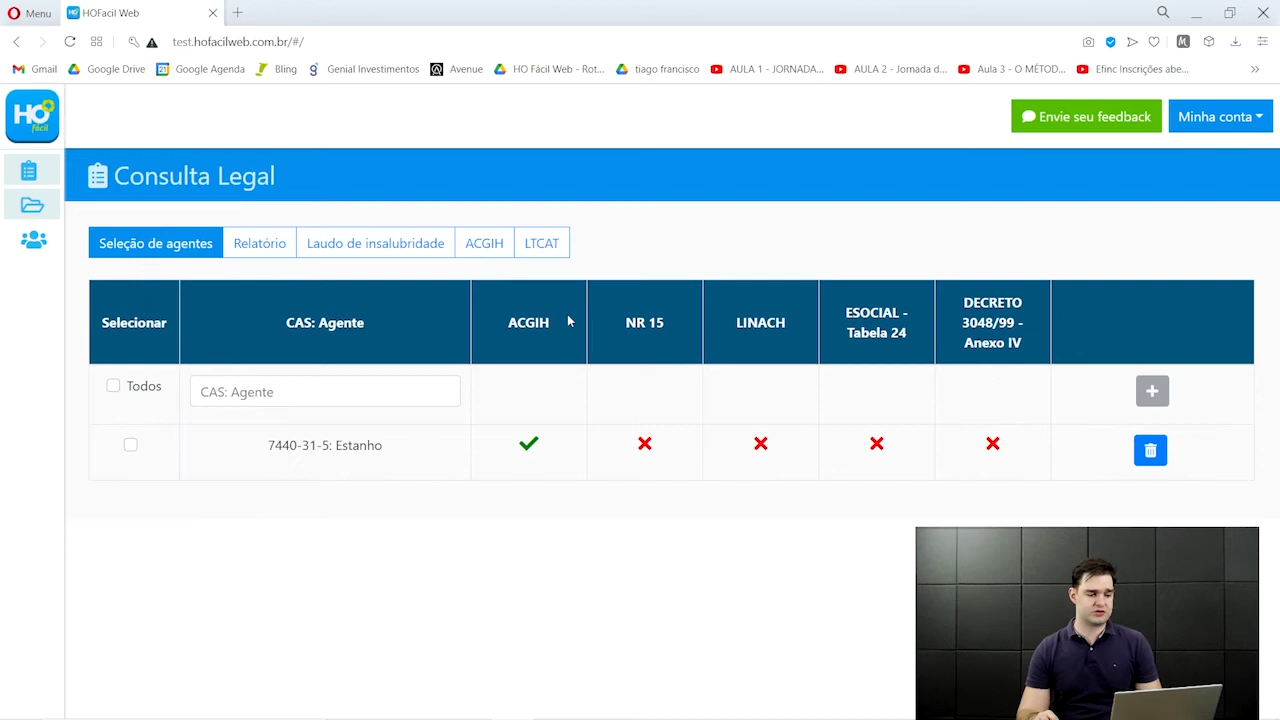 Menu
HOFacil Web
test.hofacilweb.com.br/#/
Gmail
Google Drive
Google Agenda
Bling
Genial Investimentos
Avenue
HO Fácil Web - Rot...
tiago francisco
AULA 1 - JORNADA...
AULA 2 - Jornada d...
Aula 3 - O MÉTOD...
Efinc Inscrições abe...
HO
fácil
Envie seu feedback
Minha conta
Consulta Legal
Seleção de agentes
Relatório
Laudo de insalubridade
ACGIH
LTCAT
Selecionar
CAS: Agente
ACGIH
NR 15
LINACH
ESOCIAL -
Tabela 24
DECRETO
3048/99 -
Anexo IV
Todos
CAS: Agente
7440-31-5: Estanho